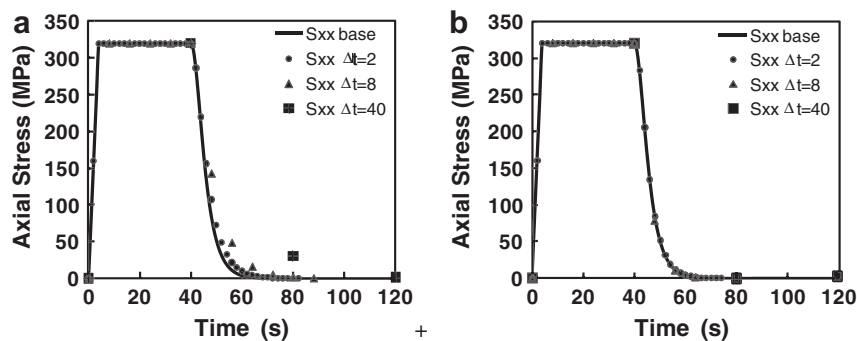 a
350
300
250
200
150
100
50
0
Axial Stress (MPa)
Sxx base
Sxx Δt=2
Sxx Δt=8
Sxx Δt=40
0 20 40 60 80 100 120
Time (s)
+
b
350
300
250
200
150
100
50
0
Axial Stress (MPa)
Sxx base
Sxx Δt=2
Sxx Δt=8
Sxx Δt=40
0 20 40 60 80 100 120
Time (s)